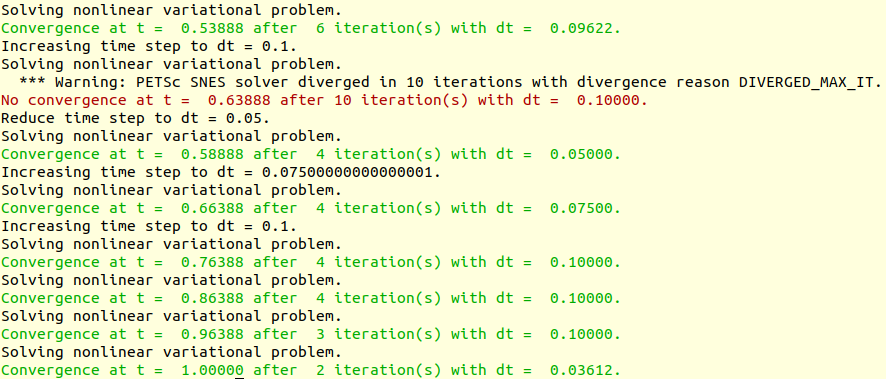 Solving nonlinear variational problem.
Convergence at t =  0.53888 after  6 iteration(s) with dt =  0.09622.
Increasing time step to dt = 0.1.
Solving nonlinear variational problem.
  *** Warning: PETSc SNES solver diverged in 10 iterations with divergence reason DIVERGED_MAX_IT.
No convergence at t =  0.63888 after 10 iteration(s) with dt =  0.10000.
Reduce time step to dt = 0.05.
Solving nonlinear variational problem.
Convergence at t =  0.58888 after  4 iteration(s) with dt =  0.05000.
Increasing time step to dt = 0.07500000000000001.
Solving nonlinear variational problem.
Convergence at t =  0.66388 after  4 iteration(s) with dt =  0.07500.
Increasing time step to dt = 0.1.
Solving nonlinear variational problem.
Convergence at t =  0.76388 after  4 iteration(s) with dt =  0.10000.
Solving nonlinear variational problem.
Convergence at t =  0.86388 after  4 iteration(s) with dt =  0.10000.
Solving nonlinear variational problem.
Convergence at t =  0.96388 after  3 iteration(s) with dt =  0.10000.
Solving nonlinear variational problem.
Convergence at t =  1.00000 after  2 iteration(s) with dt =  0.03612.